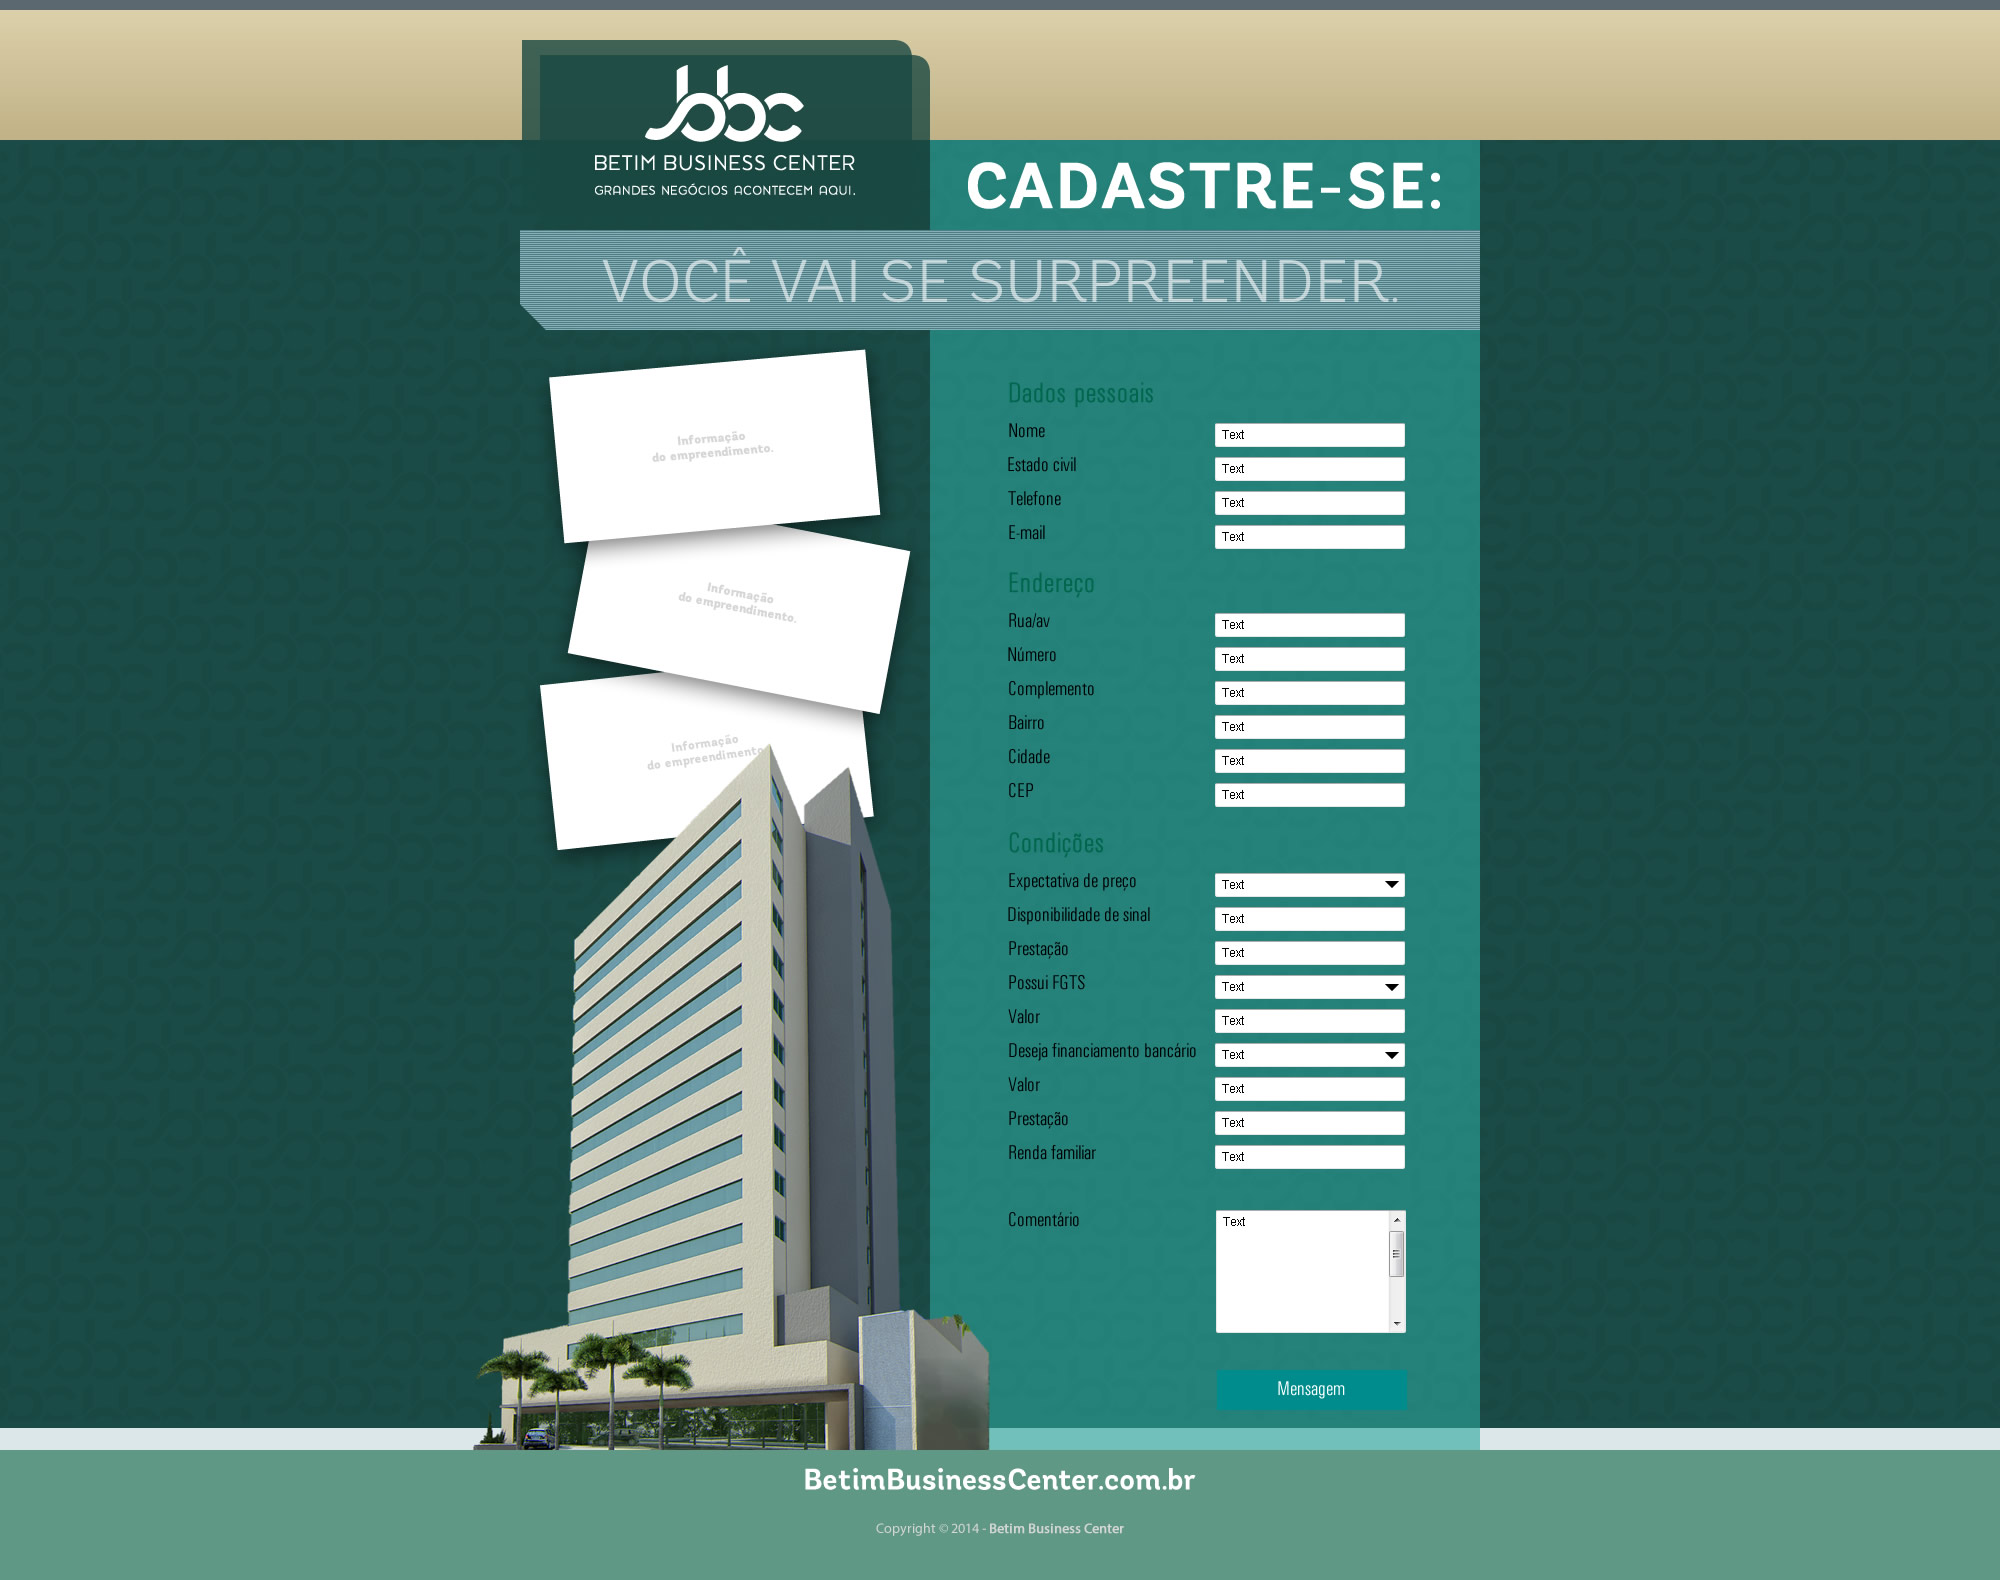 bbc
BETIM BUSINESS CENTER
GRANDES NEGÓCIOS ACONTECEM AQUI.
CADASTRE-SE:
VOCÊ VAI SE SURPREENDER.
Informação
do empreendimento.
Informação
do empreendimento.
Informação
do empreendimento
Dados pessoais
Nome Text
Estado civil Text
Telefone Text
E-mail Text
Endereço
Rua/av Text
Número Text
Complemento Text
Bairro Text
Cidade Text
CEP Text
Condições
Expectativa de preço Text
Disponibilidade de sinal Text
Prestação Text
Possui FGTS Text
Valor Text
Deseja financiamento bancário Text
Valor Text
Prestação Text
Renda familiar Text
Comentário Text
Mensagem
BetimBusinessCenter.com.br
Copyright © 2014 - Betim Business Center